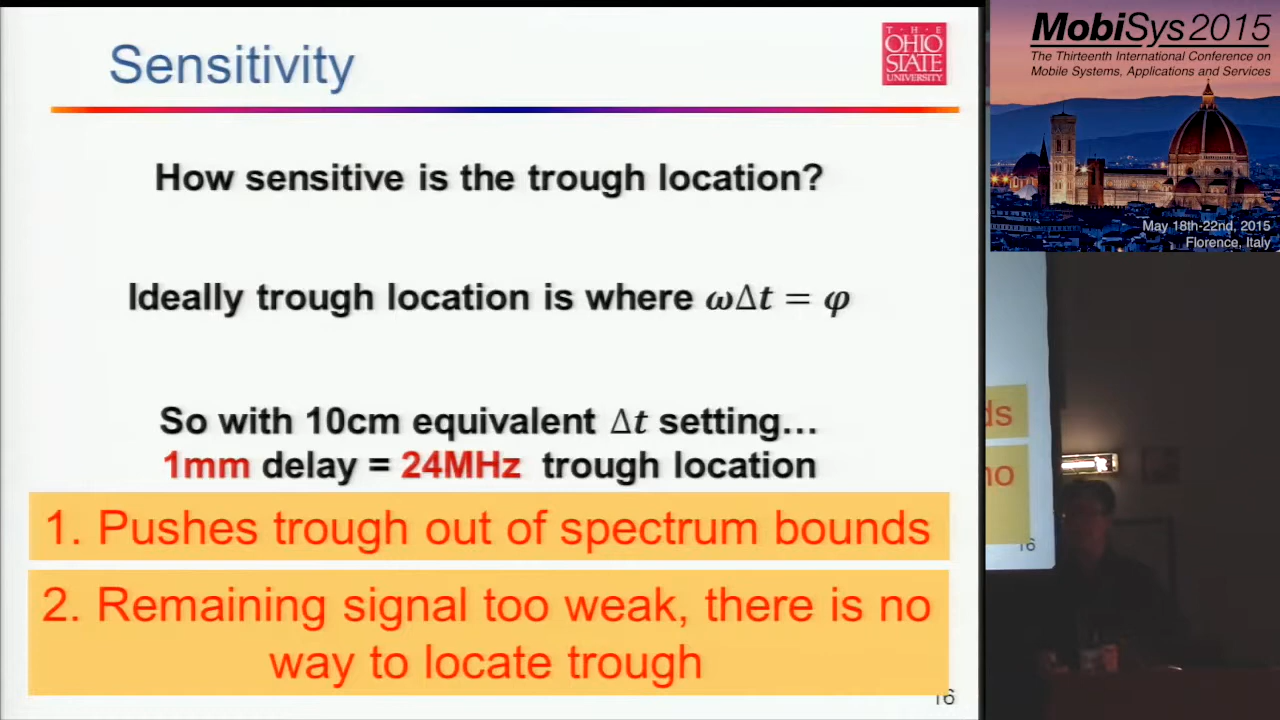 Sensitivity
T·H·E
OHIO
STATE
UNIVERSITY
How sensitive is the trough location?
Ideally trough location is where ωΔt = φ
So with 10cm equivalent Δt setting...
1mm delay = 24MHz trough location
1. Pushes trough out of spectrum bounds
2. Remaining signal too weak, there is no
way to locate trough
16
MobiSys 2015
The Thirteenth International Conference on
Mobile Systems, Applications and Services
May 18th-22nd, 2015
Florence, Italy
ds
no
16